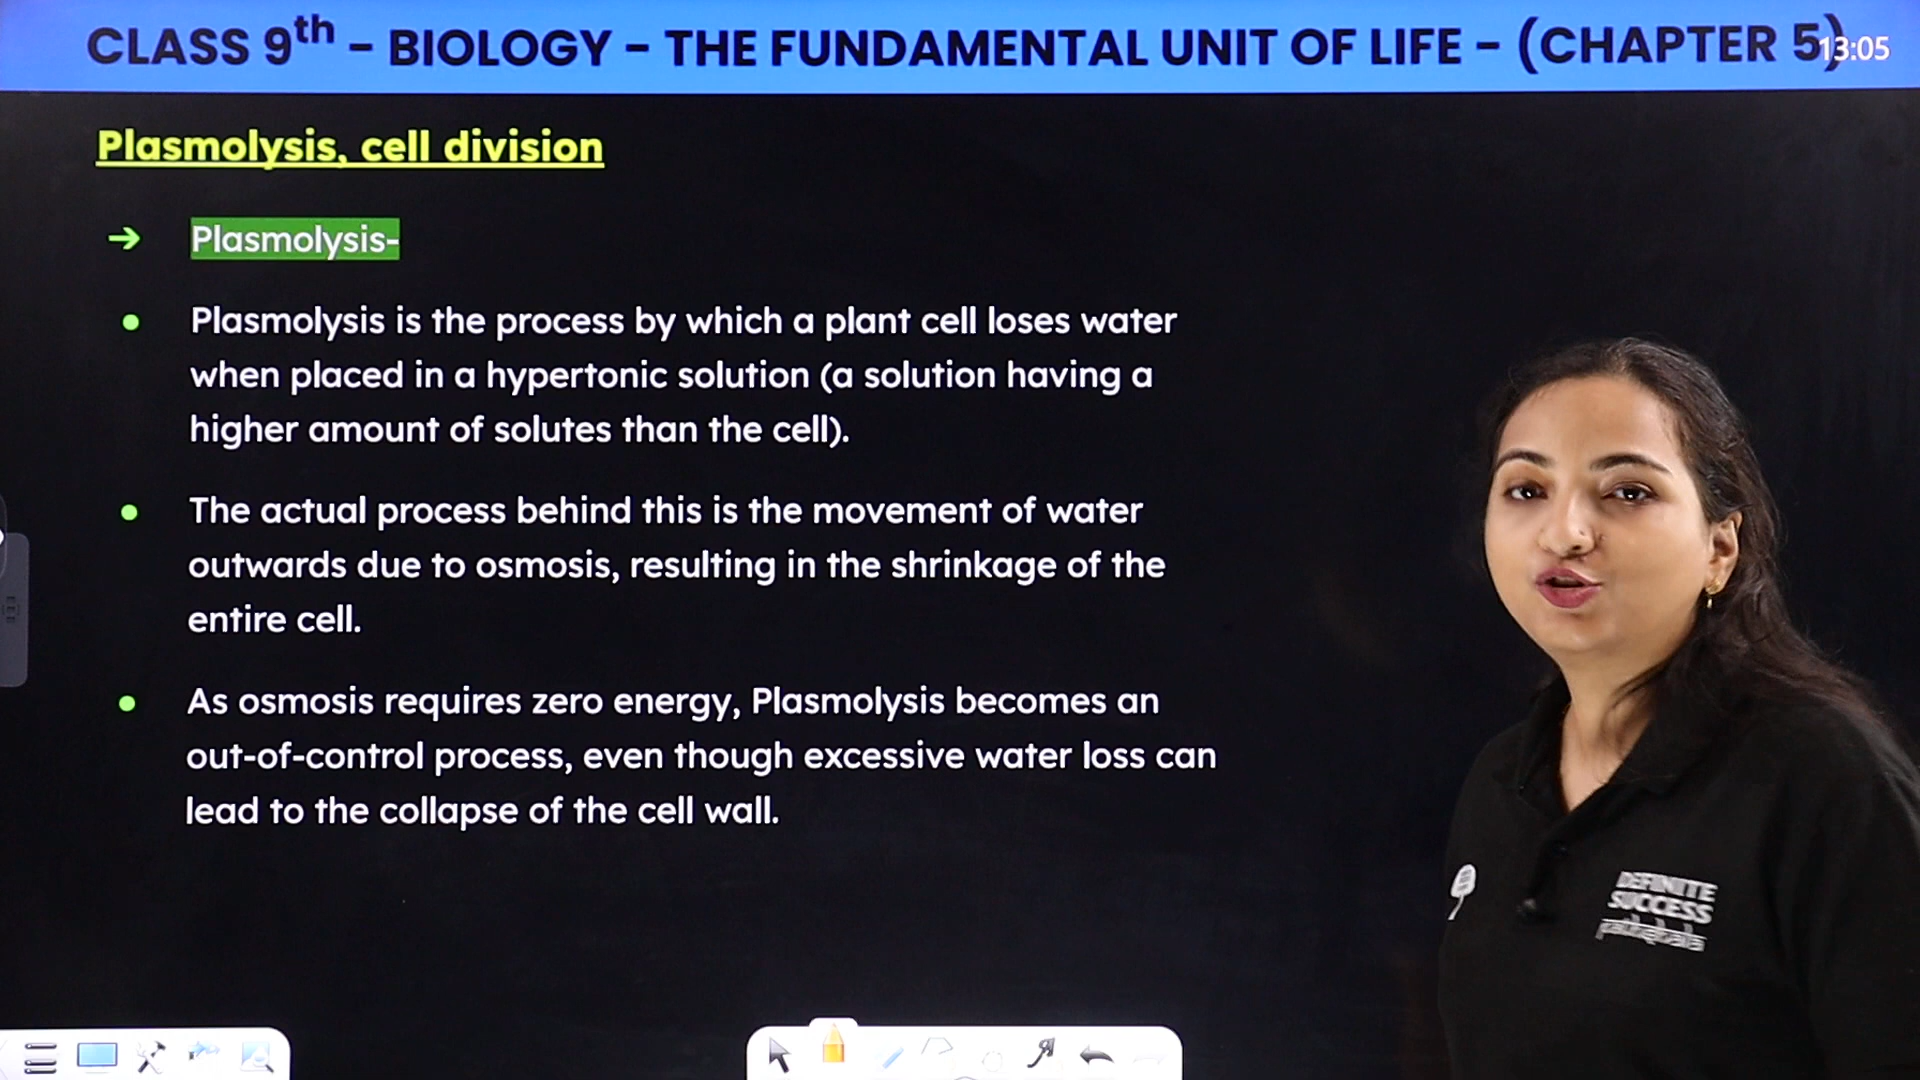 CLASS 9th - BIOLOGY - THE FUNDAMENTAL UNIT OF LIFE - (CHAPTER 5)
13:05
Plasmolysis, cell division
→ Plasmolysis-
• Plasmolysis is the process by which a plant cell loses water
when placed in a hypertonic solution (a solution having a
higher amount of solutes than the cell).
• The actual process behind this is the movement of water
outwards due to osmosis, resulting in the shrinkage of the
entire cell.
• As osmosis requires zero energy, Plasmolysis becomes an
out-of-control process, even though excessive water loss can
lead to the collapse of the cell wall.
DEFINITE
SUCCESS
pathshala